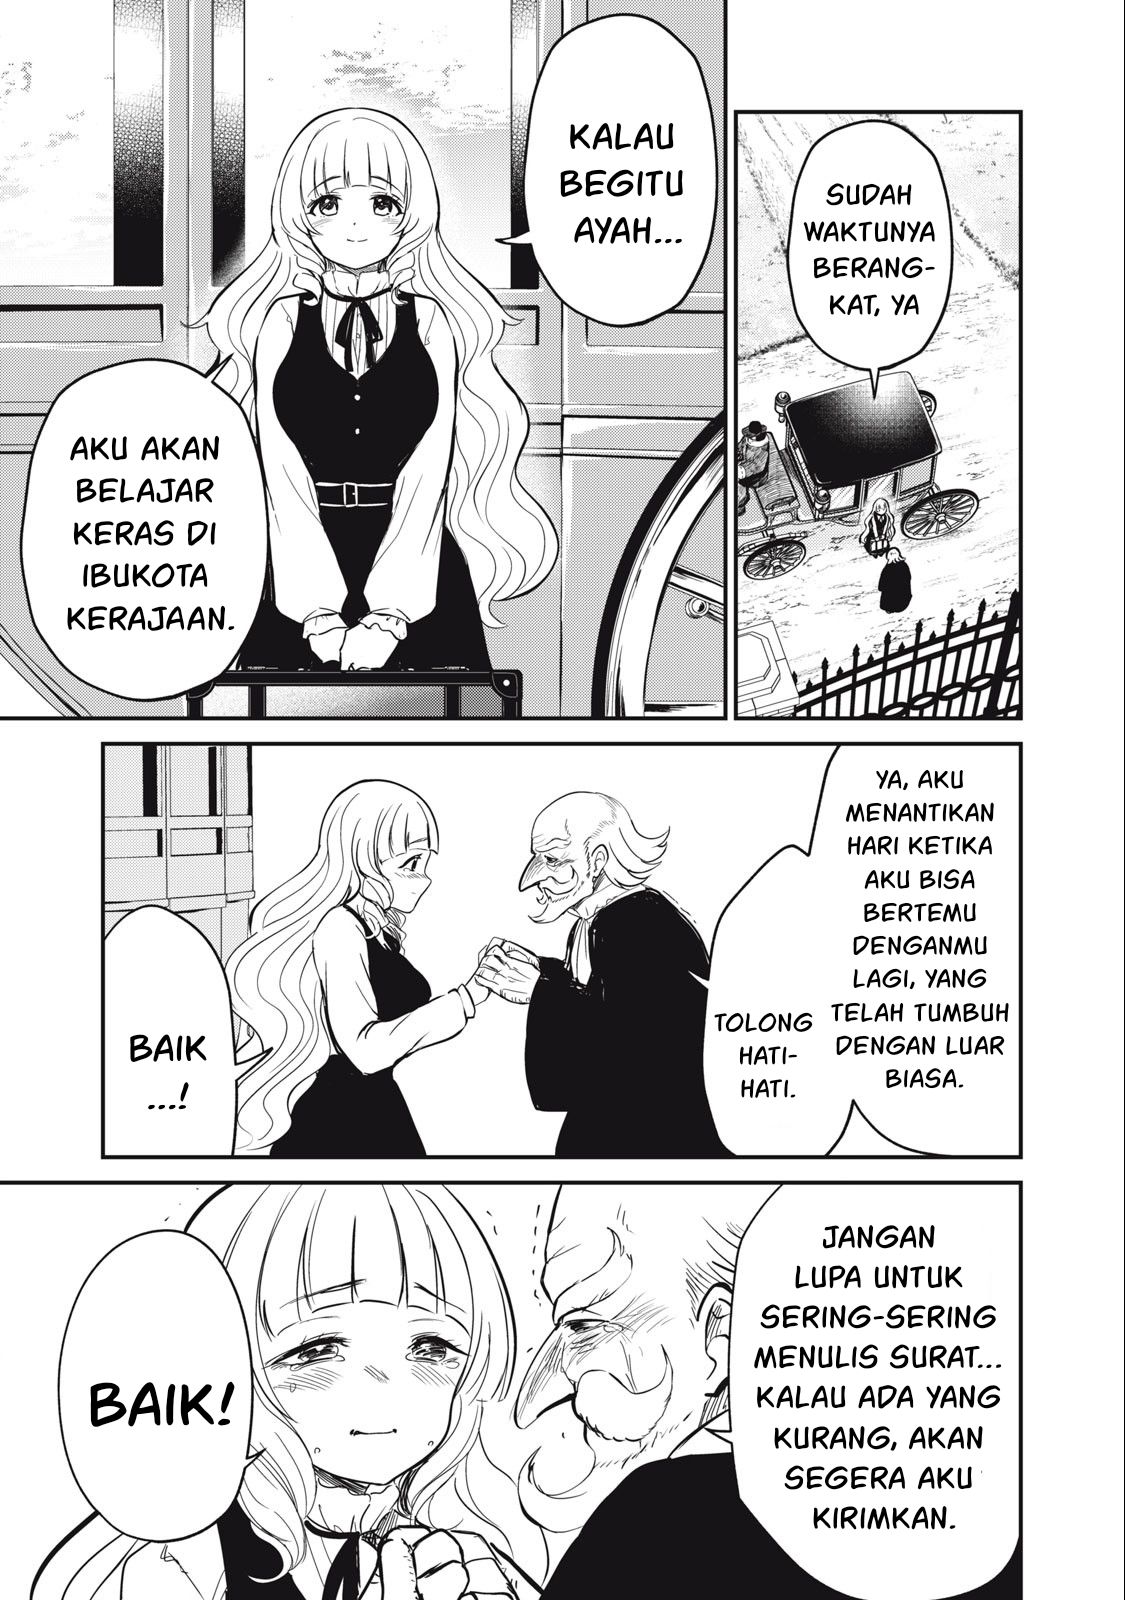 SUDAH
WAKTUNYA
BERANG-
KAT, YA
KALAU
BEGITU
AYAH...
AKU AKAN
BELAJAR
KERAS DI
IBUKOTA
KERAJAAN.
YA, AKU
MENANTIKAN
HARI KETIKA
AKU BISA
BERTEMU
DENGANMU
LAGI, YANG
TELAH TUMBUH
DENGAN LUAR
BIASA.
TOLONG
HATI-
HATI.
BAIK
...!
JANGAN
LUPA UNTUK
SERING-SERING
MENULIS SURAT...
KALAU ADA YANG
KURANG, AKAN
SEGERA AKU
KIRIMKAN.
BAIK!